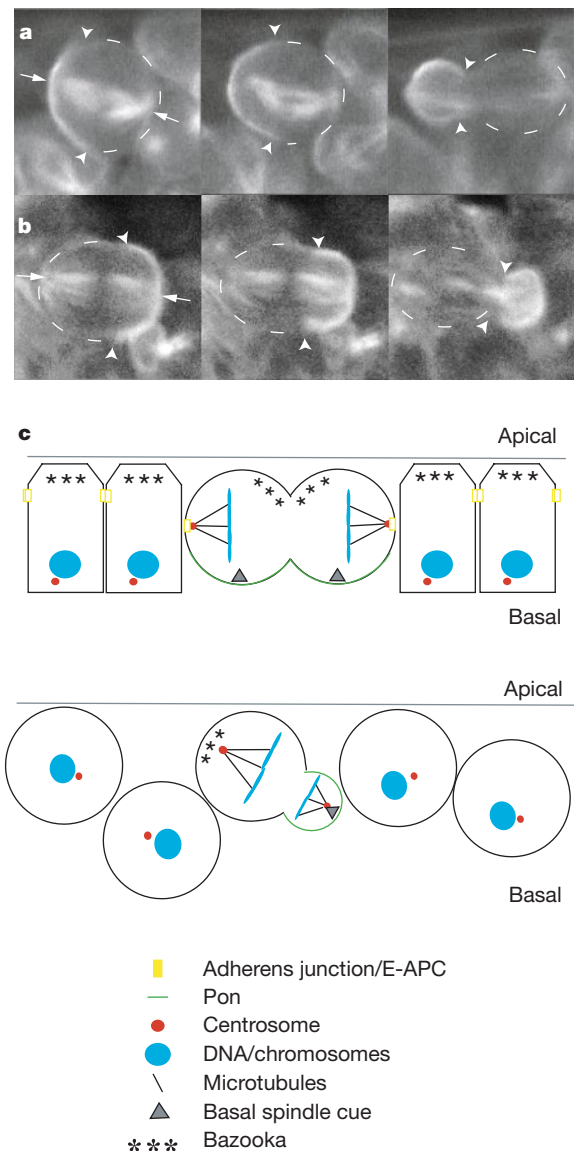 a
b
c
Apical
Basal
Apical
Basal
Adherens junction/E-APC
Pon
Centrosome
DNA/chromosomes
Microtubules
Basal spindle cue
Bazooka